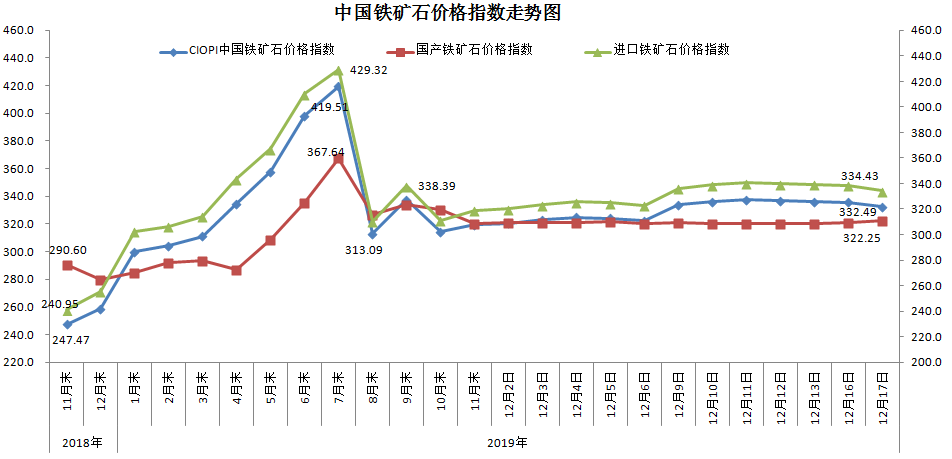 中国铁矿石价格指数走势图
CIOPI中国铁矿石价格指数
国产铁矿石价格指数
进口铁矿石价格指数
460.0
440.0
420.0
400.0
380.0
360.0
340.0
320.0
300.0
280.0
260.0
240.0
220.0
460.0
440.0
420.0
400.0
380.0
360.0
340.0
320.0
300.0
280.0
260.0
240.0
220.0
200.0
429.32
419.51
367.64
338.39
334.43
332.49
322.25
313.09
290.60
240.95
247.47
11月末
12月末
1月末
2月末
3月末
4月末
5月末
6月末
7月末
8月末
9月末
10月末
11月末
12月2日
12月3日
12月4日
12月5日
12月6日
12月9日
12月10日
12月11日
12月12日
12月13日
12月16日
12月17日
2018年
2019年